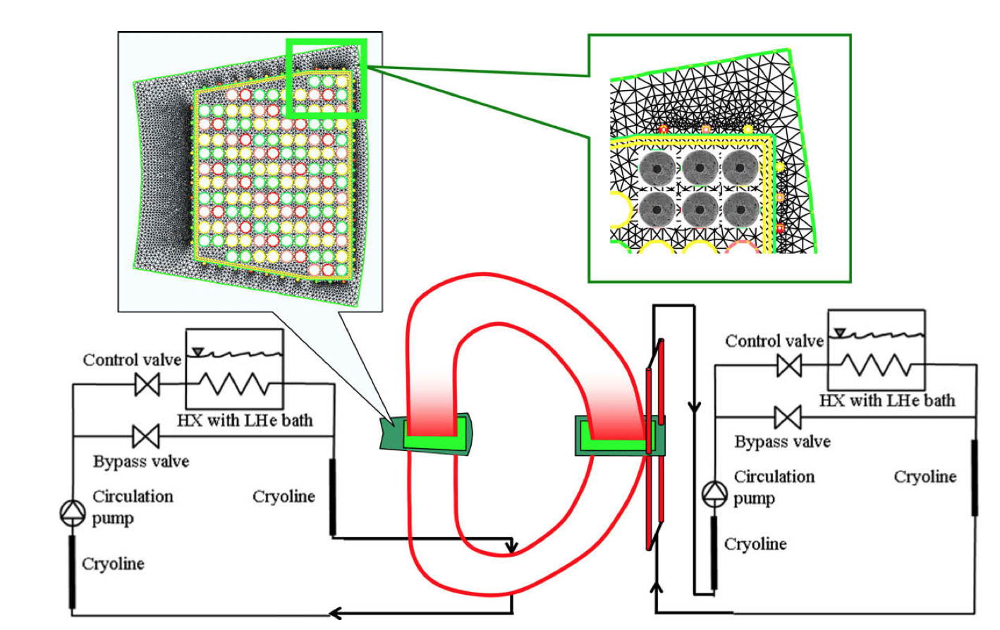 Control valve
HX with LHe bath
Bypass valve
Circulation
pump
Cryoline
Cryoline
Control valve
HX with LHe bath
Bypass valve
Circulation
pump
Cryoline
Cryoline